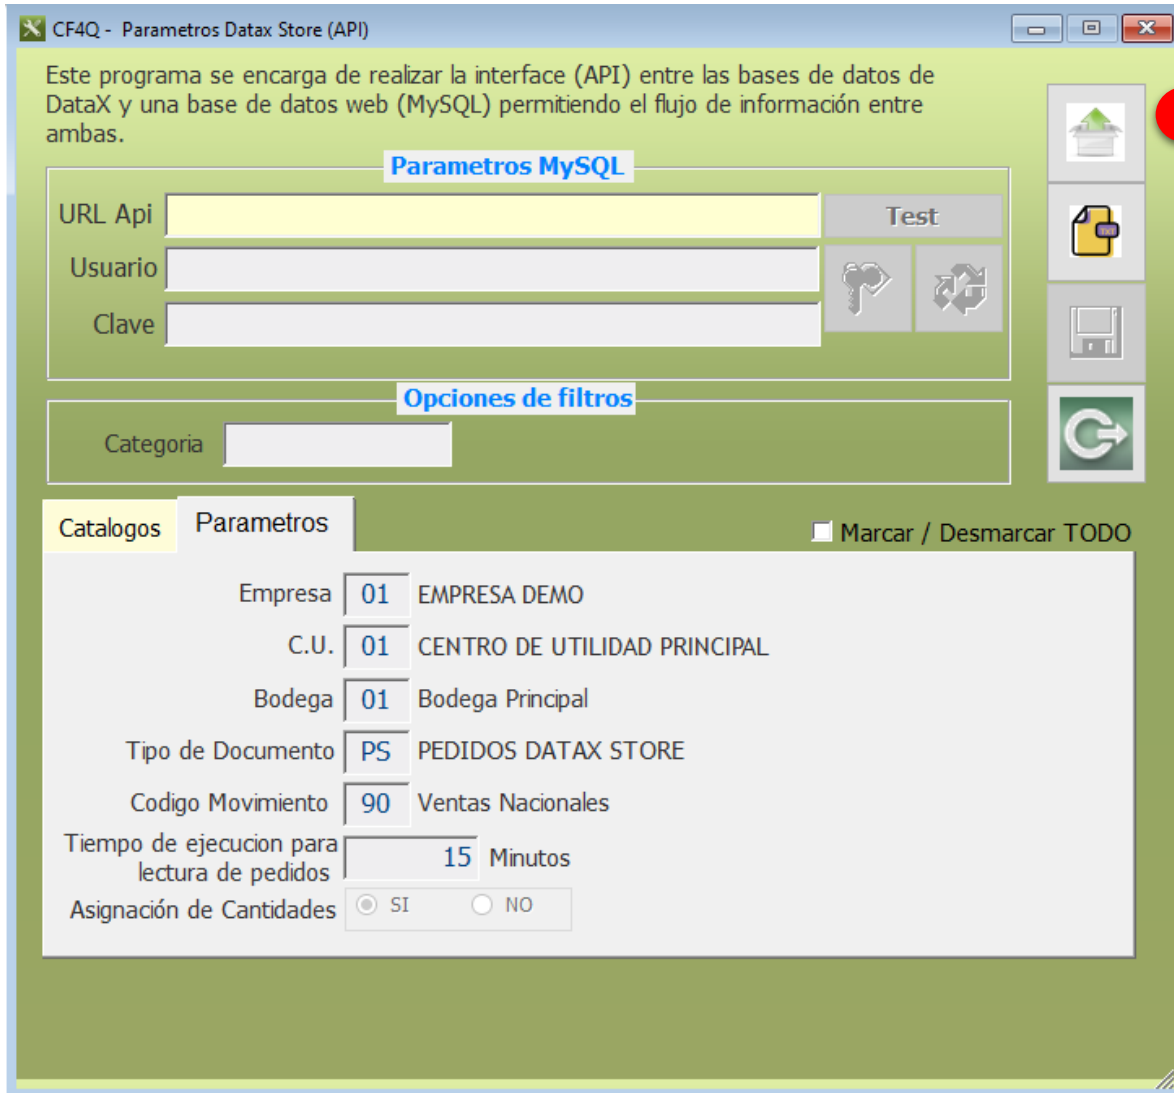 CF4Q - Parametros Datax Store (API)
Este programa se encarga de realizar la interface (API) entre las bases de datos de
DataX y una base de datos web (MySQL) permitiendo el flujo de información entre
ambas.
Parametros MySQL
URL Api
Test
Usuario
Clave
TXT
Opciones de filtros
Categoria
Catalogos
Parametros
Marcar / Desmarcar TODO
Empresa 01 EMPRESA DEMO
C.U. 01 CENTRO DE UTILIDAD PRINCIPAL
Bodega 01 Bodega Principal
Tipo de Documento PS PEDIDOS DATAX STORE
Codigo Movimiento 90 Ventas Nacionales
Tiempo de ejecucion para
lectura de pedidos 15 Minutos
Asignación de Cantidades SI NO